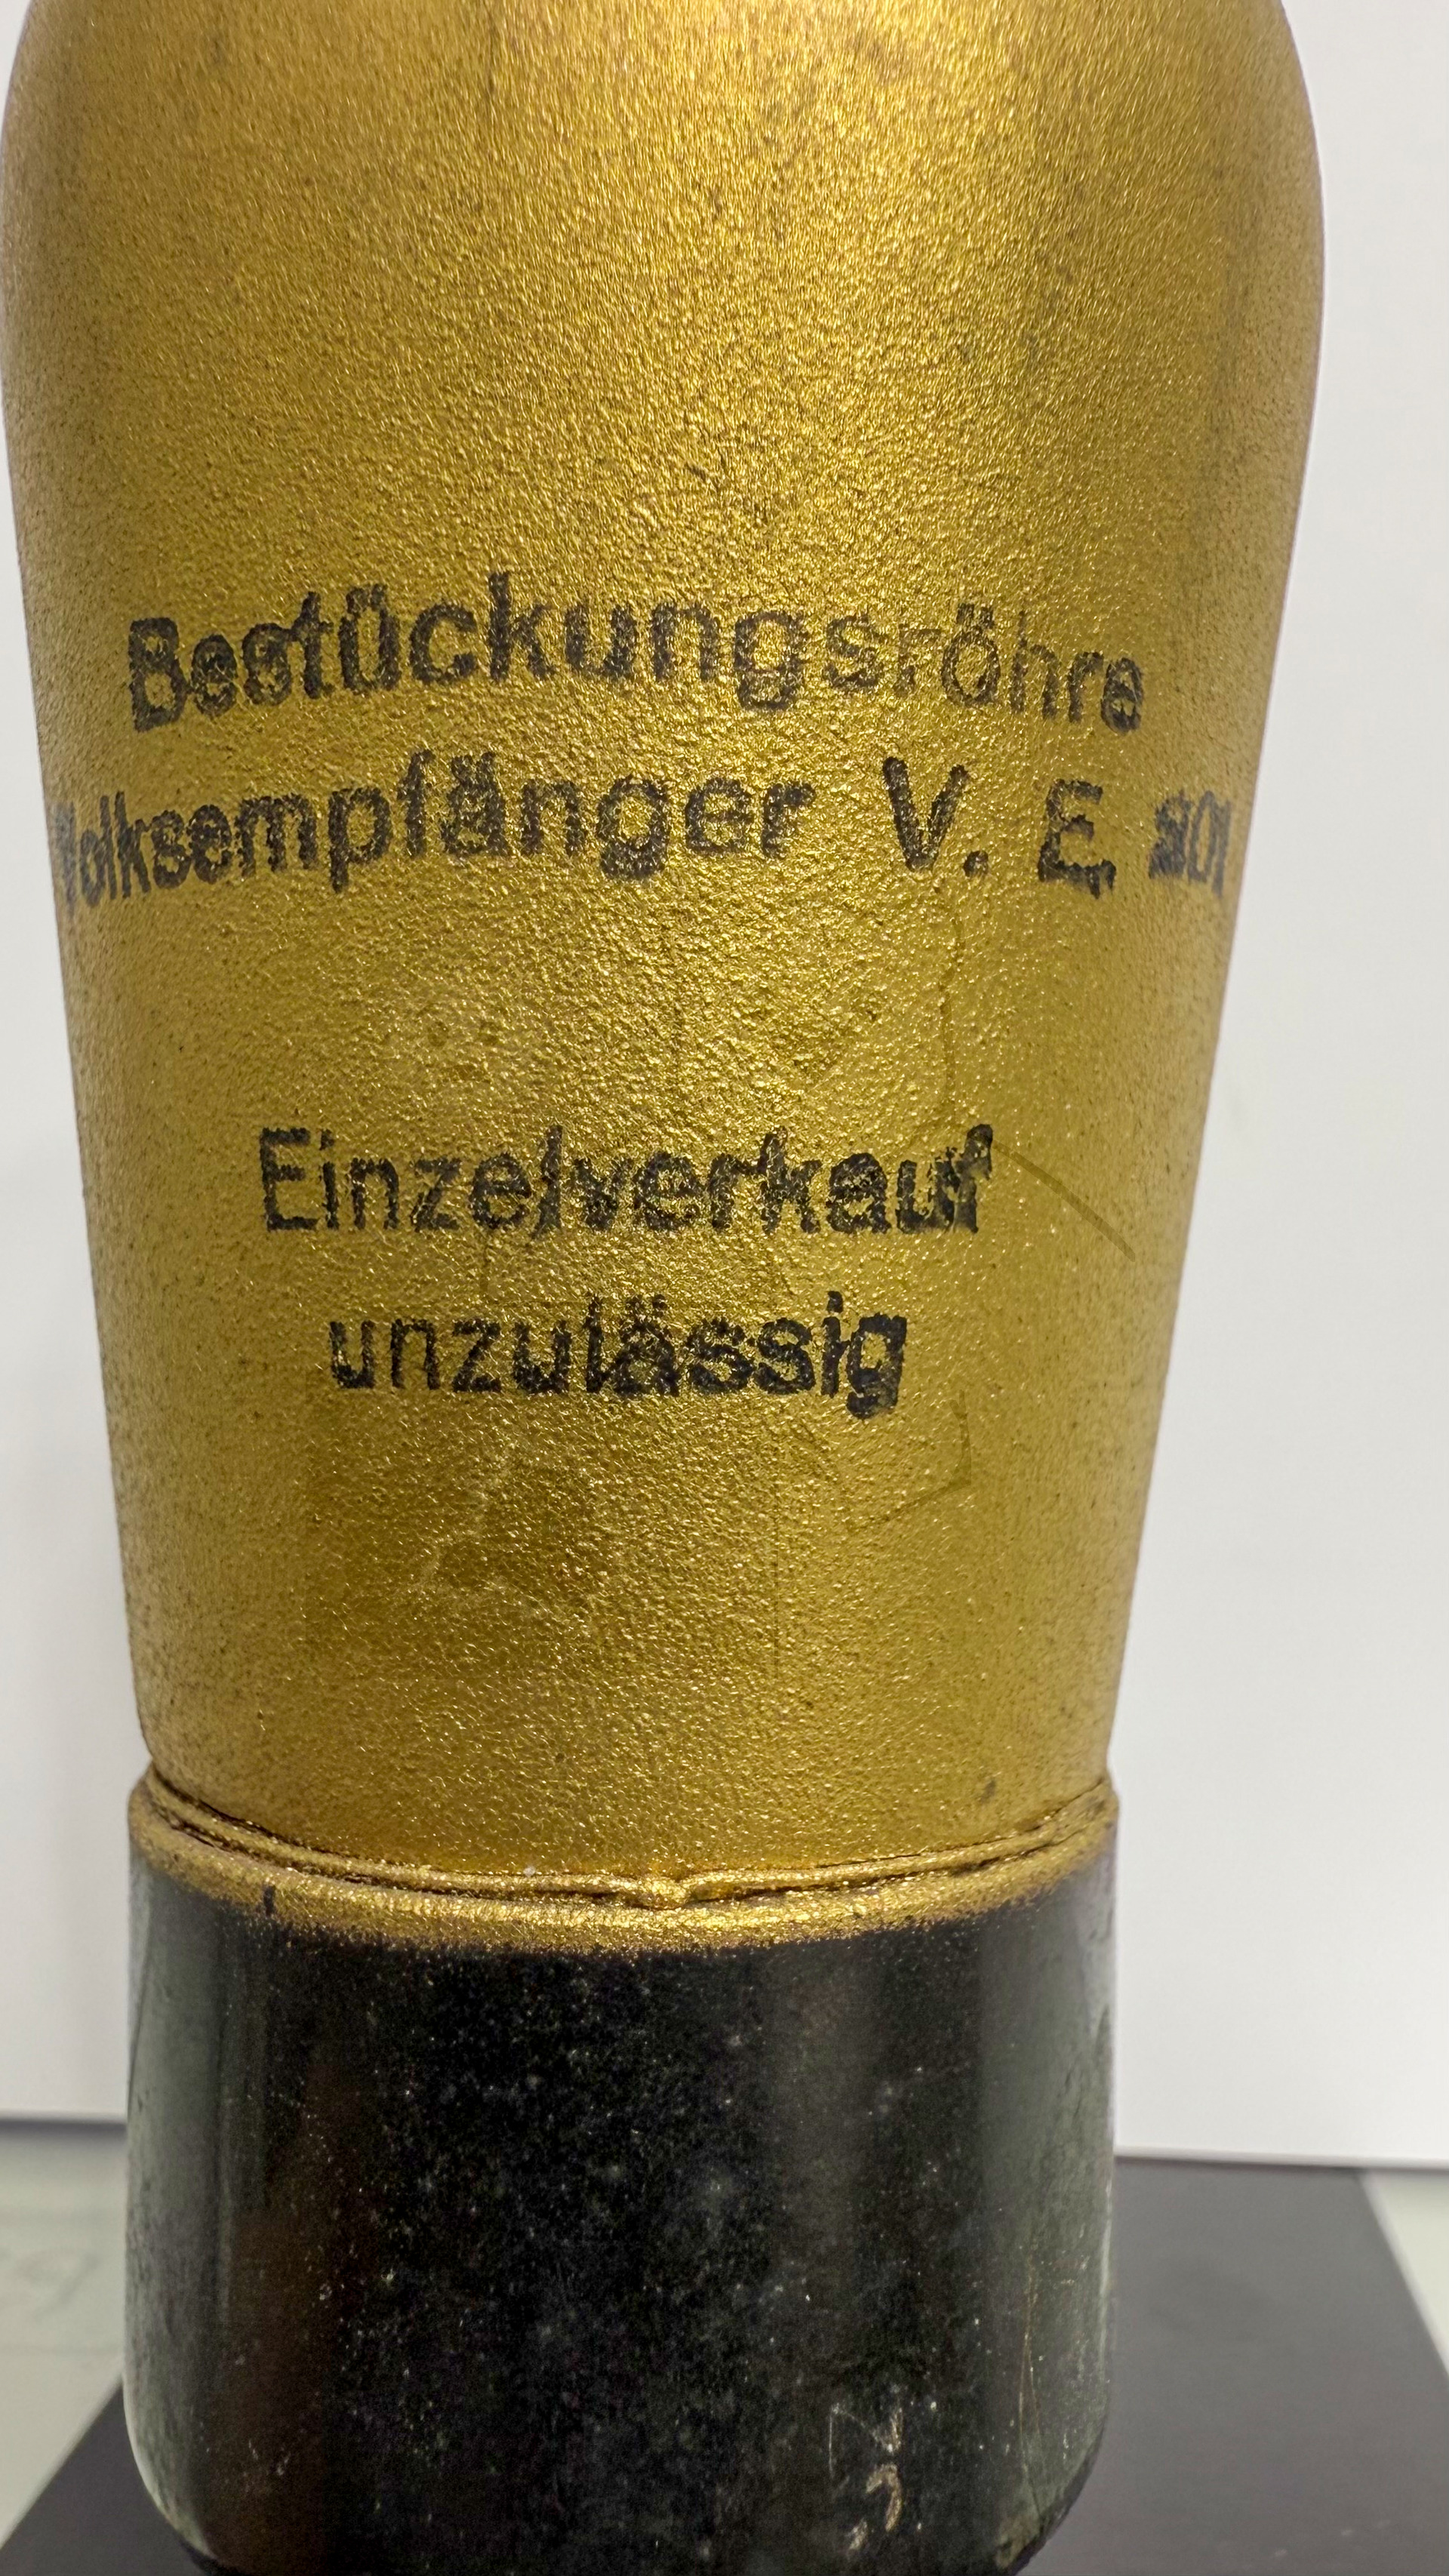 Bestückungsröhre
Volksempfänger V. E. 301
Einzelverkauf
unzulässig